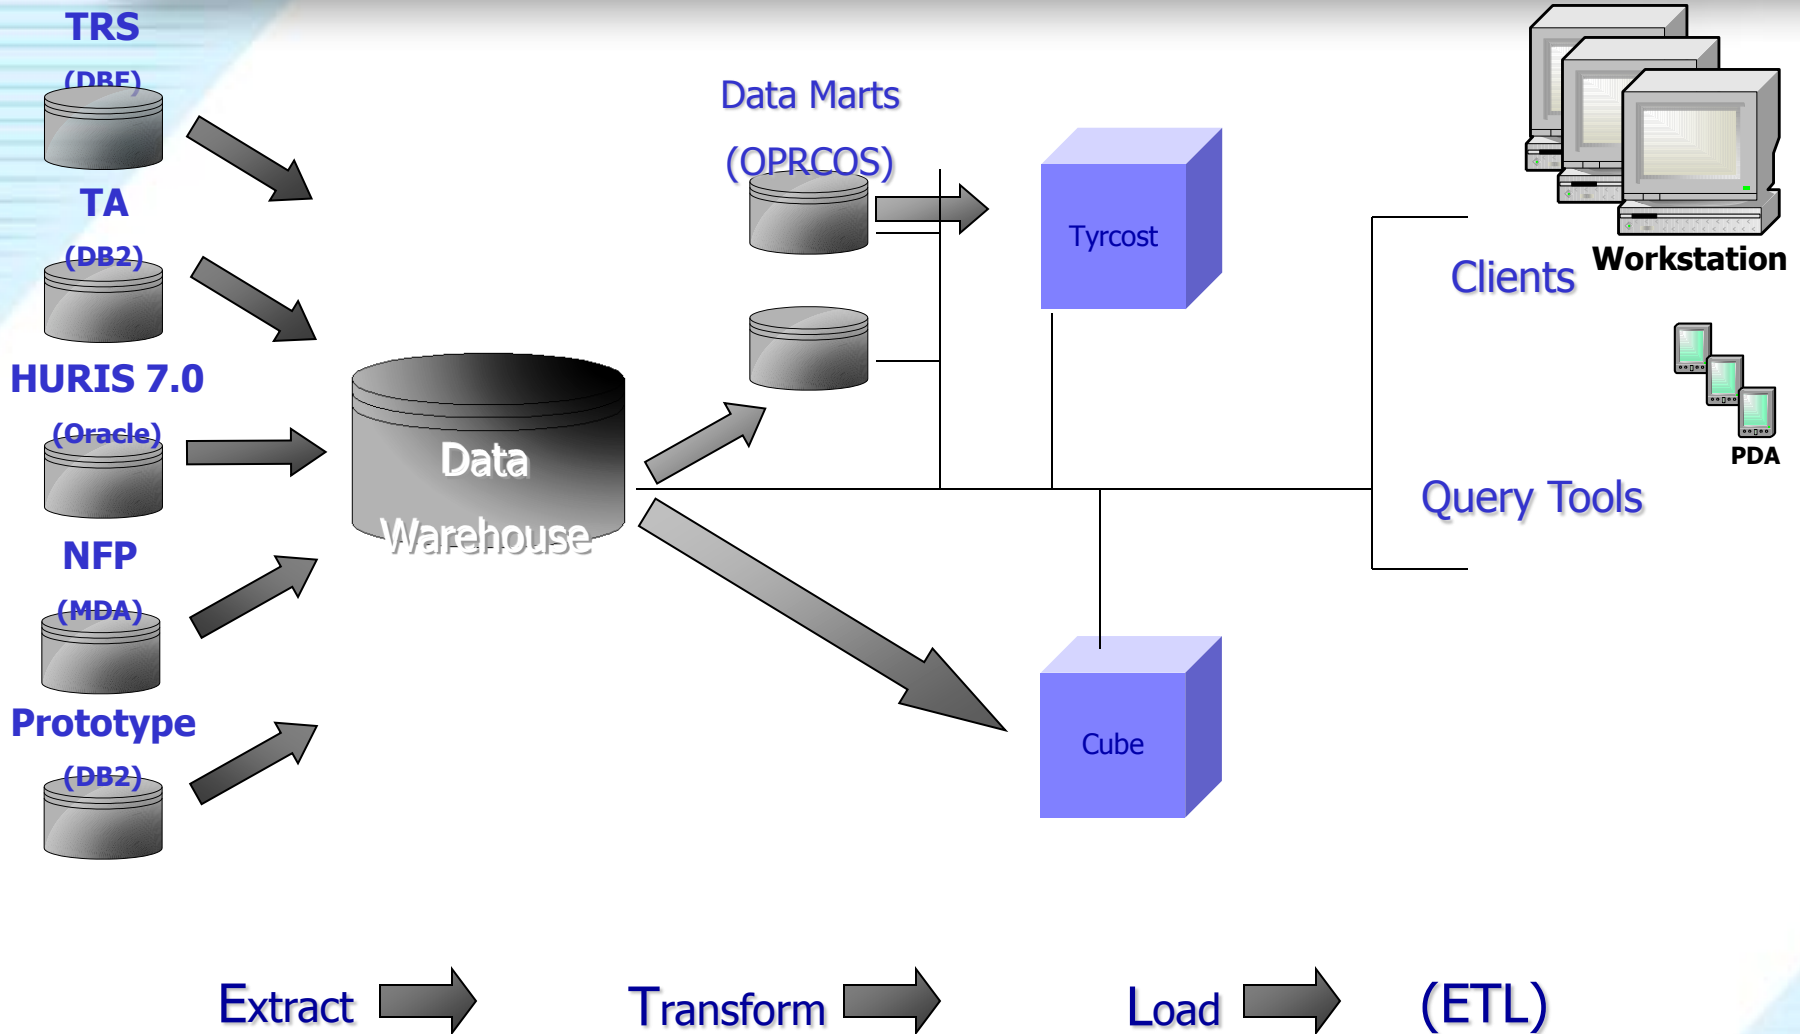 TRS
(DBF)
TA
(DB2)
HURIS 7.0
(Oracle)
NFP
(MDA)
Prototype
(DB2)
Data
Warehouse
Data Marts
(OPRCOS)
Tyrcost
Cube
Workstation
Clients
PDA
Query Tools
Extract
Transform
Load
(ETL)